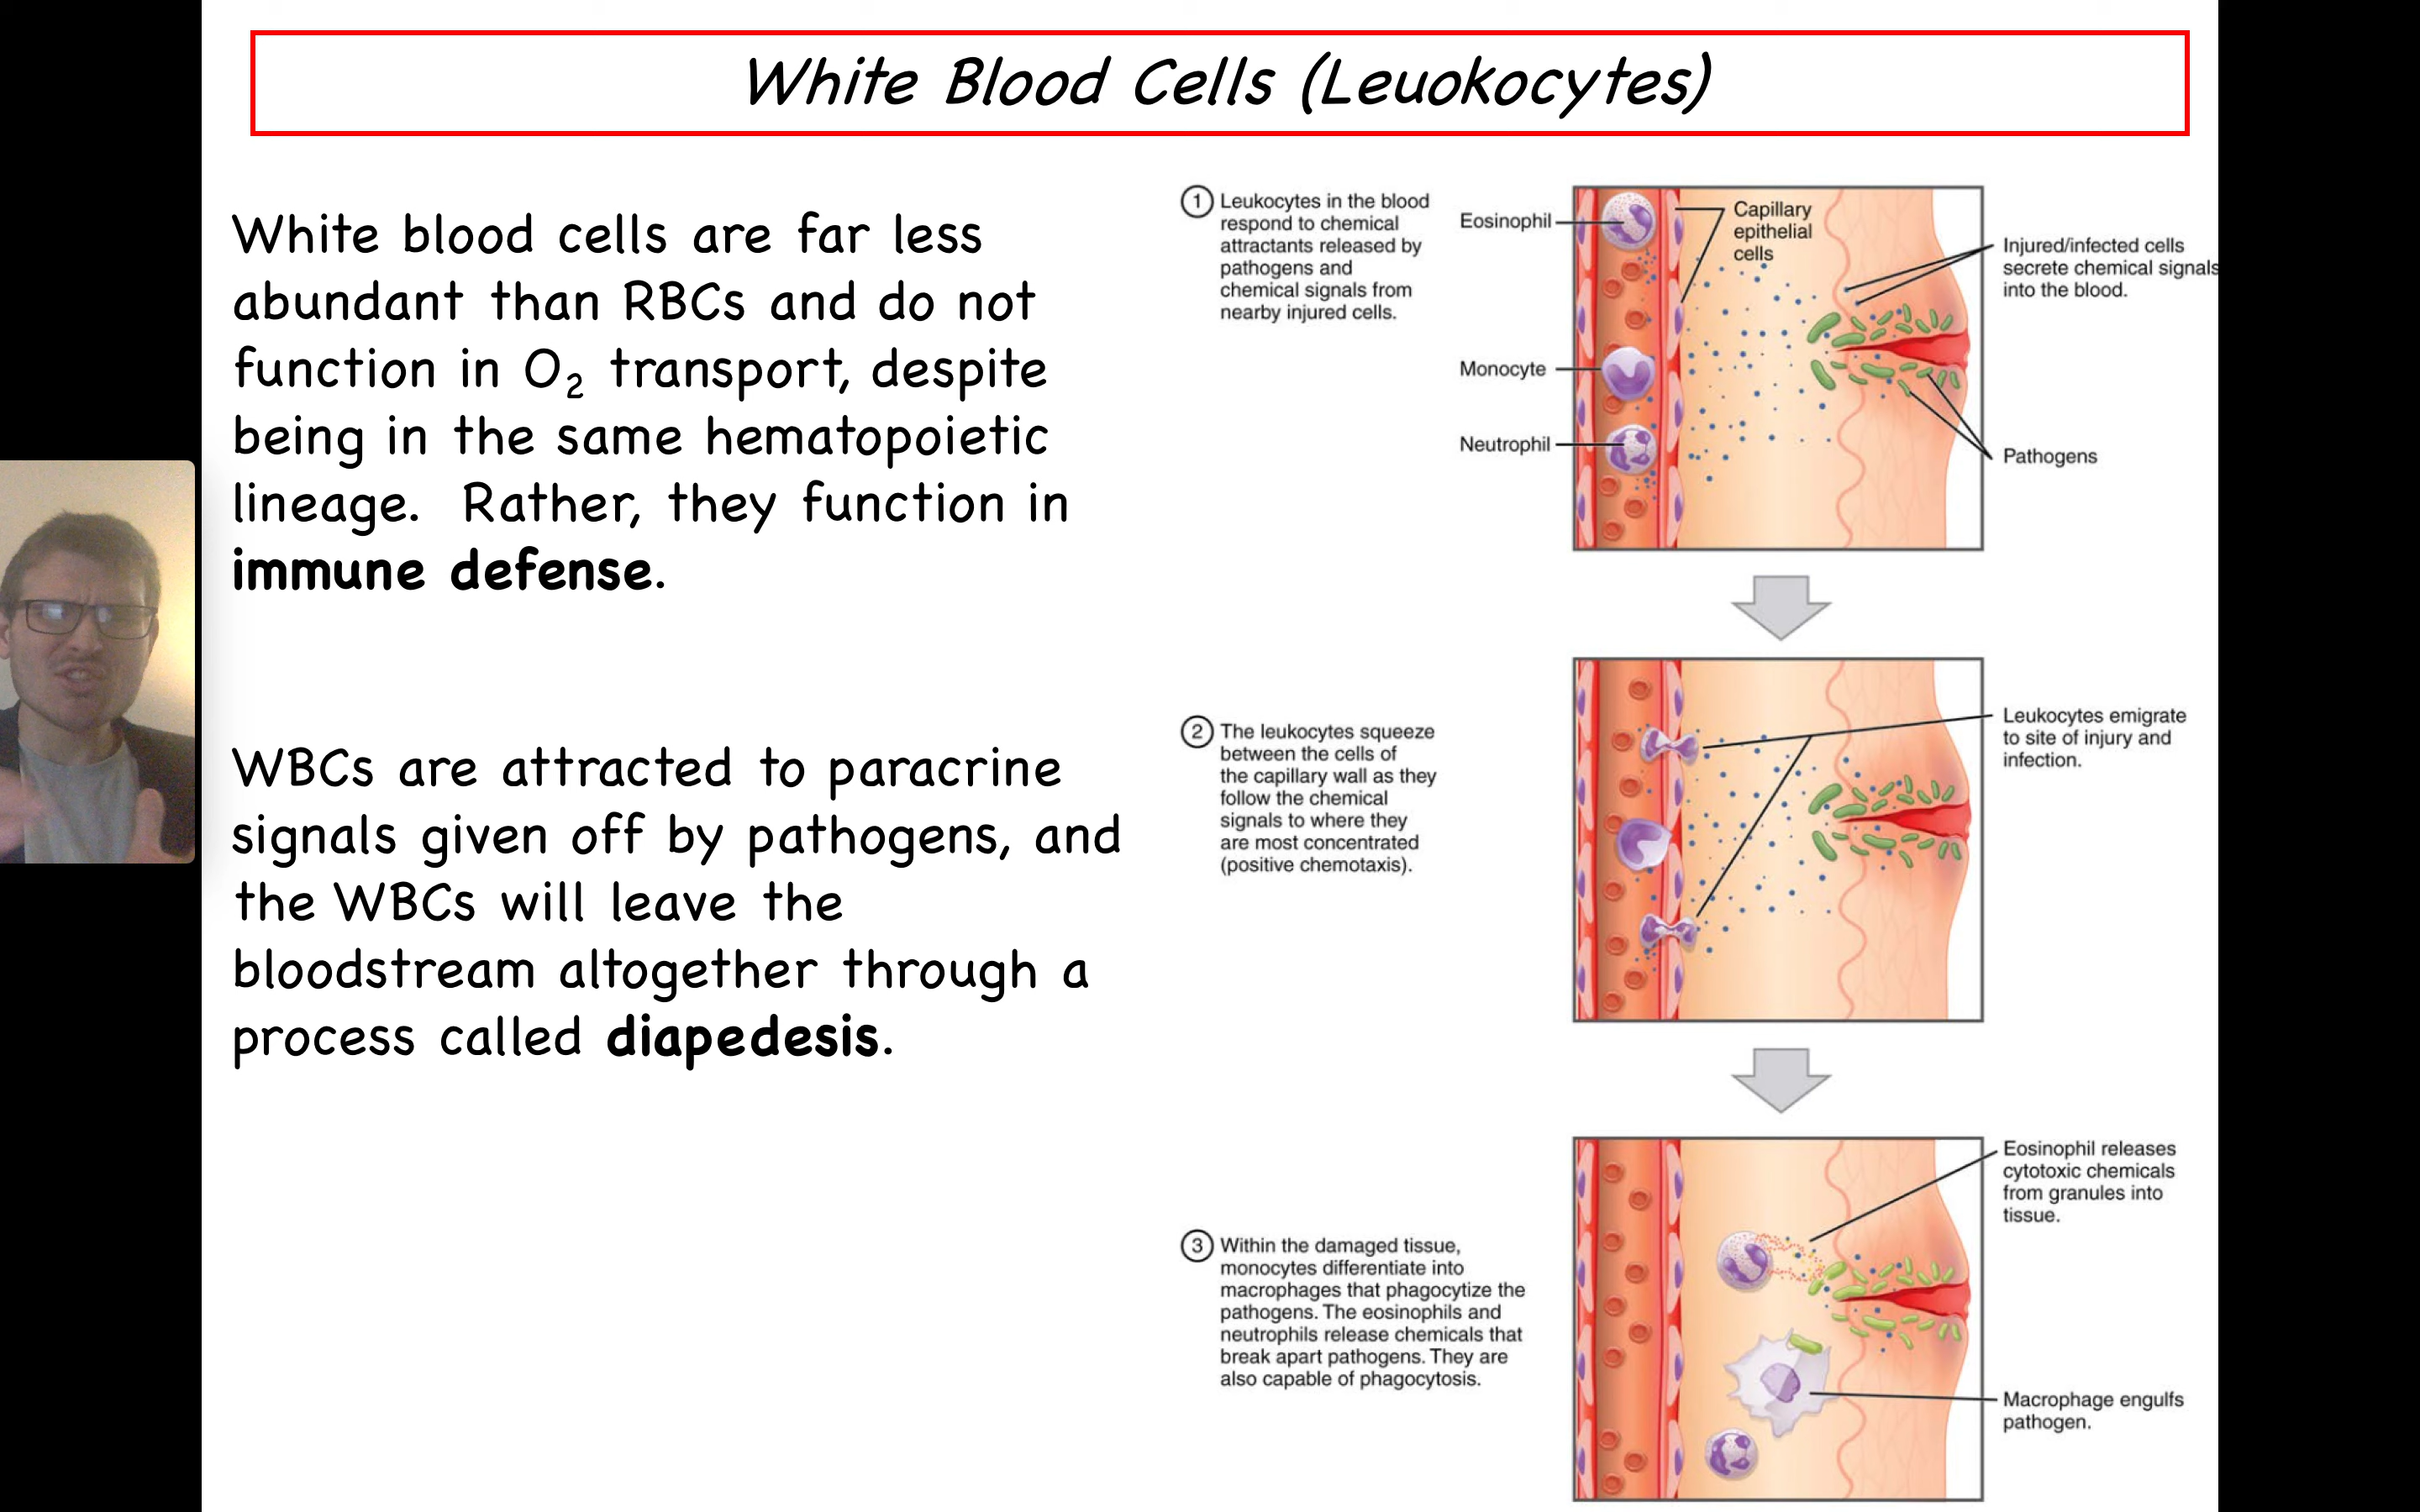 White Blood Cells (Leuokocytes)
White blood cells are far less
abundant than RBCs and do not
function in O₂ transport, despite
being in the same hematopoietic
lineage. Rather, they function in
immune defense.
WBCs are attracted to paracrine
signals given off by pathogens, and
the WBCs will leave the
bloodstream altogether through a
process called diapedesis.
1 Leukocytes in the blood
respond to chemical
attractants released by
pathogens and
chemical signals from
nearby injured cells.
Eosinophil
Monocyte
Neutrophil
Capillary
epithelial
cells
Injured/infected cells
secrete chemical signals
into the blood.
Pathogens
2 The leukocytes squeeze
between the cells of
the capillary wall as they
follow the chemical
signals to where they
are most concentrated
(positive chemotaxis).
Leukocytes emigrate
to site of injury and
infection.
3 Within the damaged tissue,
monocytes differentiate into
macrophages that phagocytize the
pathogens. The eosinophils and
neutrophils release chemicals that
break apart pathogens. They are
also capable of phagocytosis.
Eosinophil releases
cytotoxic chemicals
from granules into
tissue.
Macrophage engulfs
pathogen.